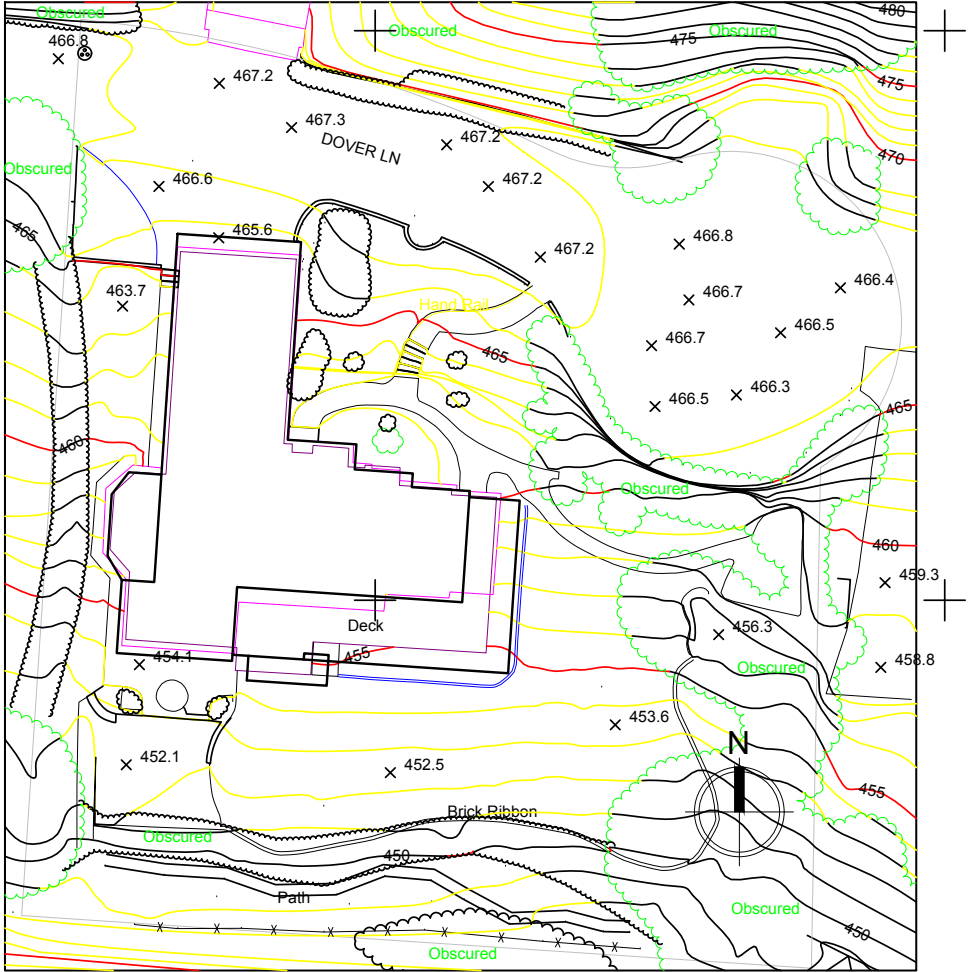 Obscured
480
Obscured
Obscured
466.8
475
475
467.2
467.3
467.2
DOVER LN
470
Obscured
466.6
467.2
465
465.6
467.2
466.8
463.7
466.7
466.4
Hand Rail
466.5
466.7
465
466.3
466.5
465
460
Obscured
460
459.3
Deck
456.3
455
454.1
Obscured
458.8
453.6
N
452.1
452.5
455
Brick Ribbon
Obscured
450
Path
Obscured
450
Obscured